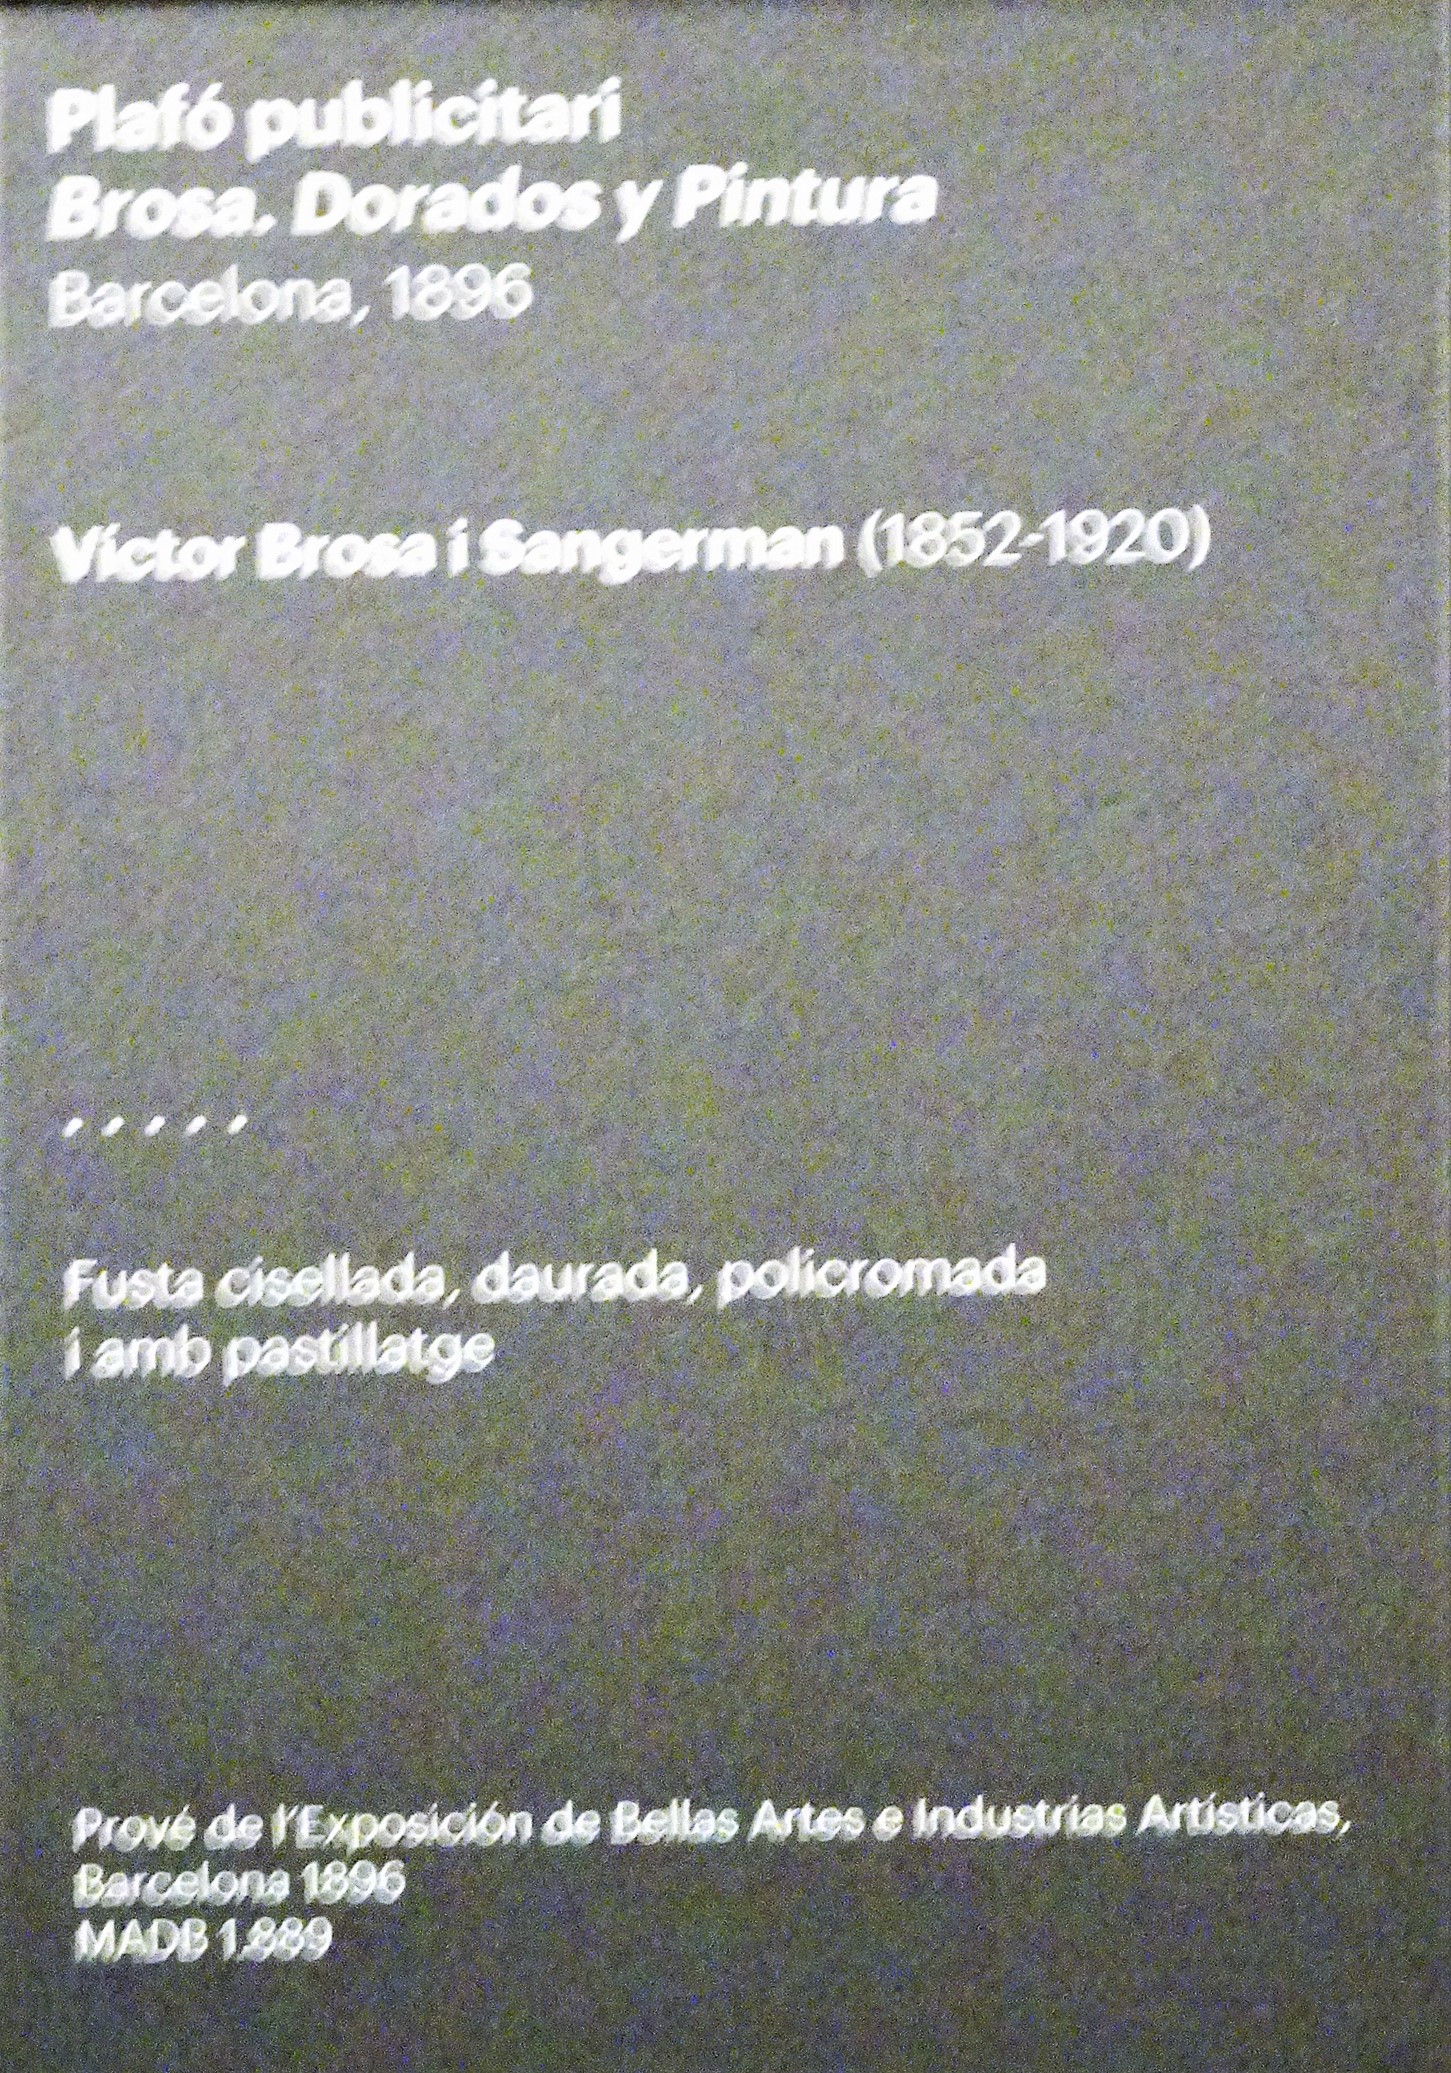 Plafó publicitari
Brosa. Dorados y Pintura
Barcelona, 1896
Víctor Brosa i Sangerman (1852-1920)
Fusta cisellada, daurada, policromada
i amb pastillatge
Prové de l'Exposición de Bellas Artes e Industrias Artísticas,
Barcelona 1896
MADB 1.889